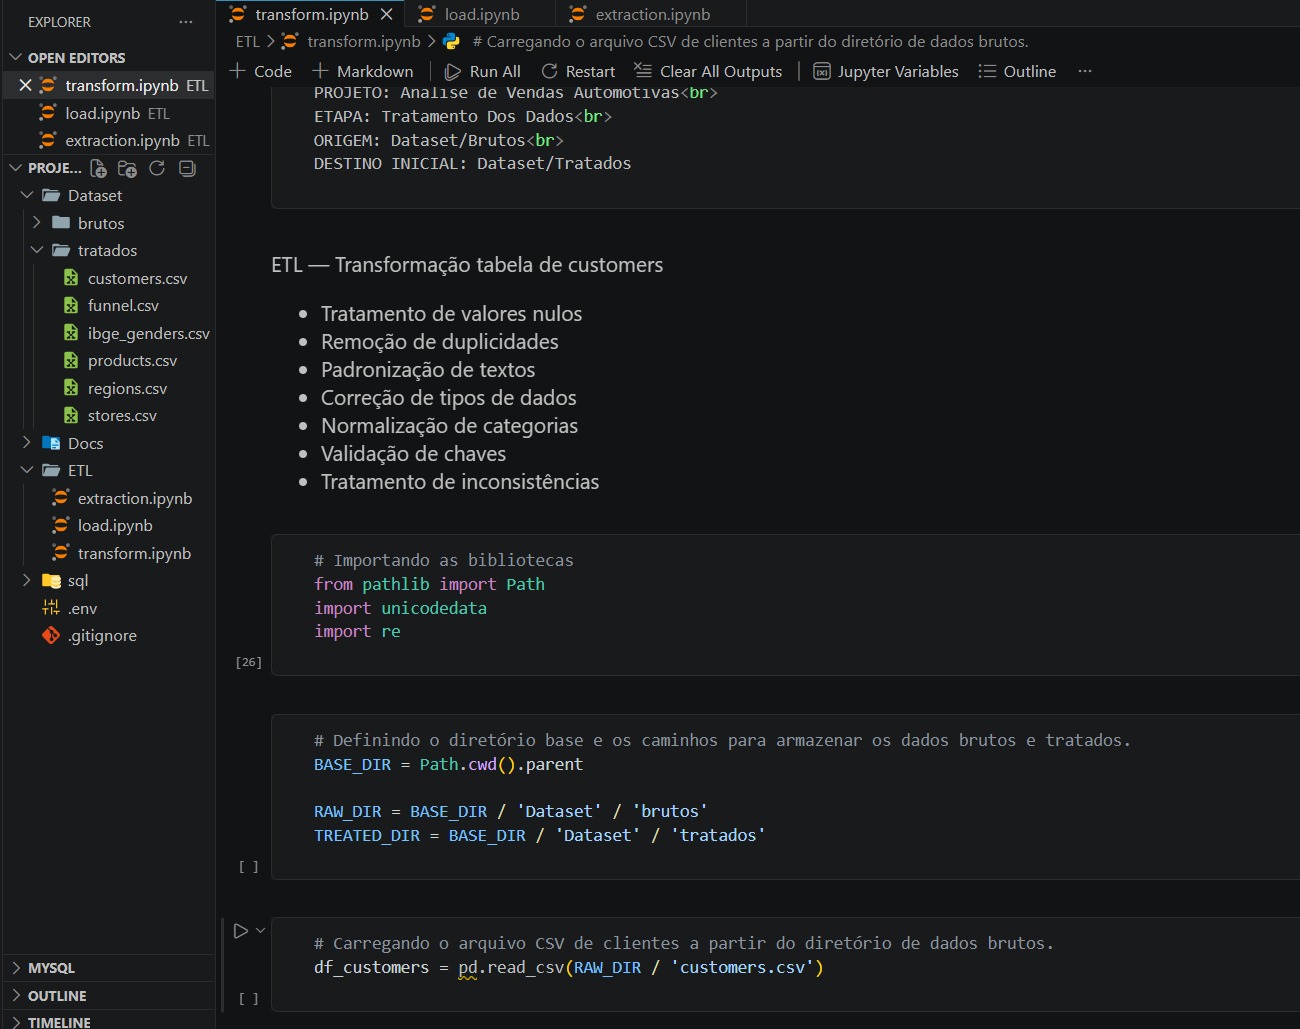 EXPLORER
OPEN EDITORS
transform.ipynb ETL
load.ipynb ETL
extraction.ipynb ETL
PROJE...
Dataset
brutos
tratados
customers.csv
funnel.csv
ibge_genders.csv
products.csv
regions.csv
stores.csv
Docs
ETL
extraction.ipynb
load.ipynb
transform.ipynb
sql
.env
.gitignore
MYSQL
OUTLINE
TIMELINE
transform.ipynb load.ipynb extraction.ipynb
ETL > transform.ipynb > # Carregando o arquivo CSV de clientes a partir do diretório de dados brutos.
+ Code + Markdown Run All Restart Clear All Outputs Jupyter Variables Outline ...
PROJETO: Análise de Vendas Automotivas<br>
ETAPA: Tratamento Dos Dados<br>
ORIGEM: Dataset/Brutos<br>
DESTINO INICIAL: Dataset/Tratados
ETL — Transformação tabela de customers
• Tratamento de valores nulos
• Remoção de duplicidades
• Padronização de textos
• Correção de tipos de dados
• Normalização de categorias
• Validação de chaves
• Tratamento de inconsistências
# Importando as bibliotecas
from pathlib import Path
import unicodedata
import re
[26]
# Definindo o diretório base e os caminhos para armazenar os dados brutos e tratados.
BASE_DIR = Path.cwd().parent
RAW_DIR = BASE_DIR / 'Dataset' / 'brutos'
TREATED_DIR = BASE_DIR / 'Dataset' / 'tratados'
[ ]
# Carregando o arquivo CSV de clientes a partir do diretório de dados brutos.
df_customers = pd.read_csv(RAW_DIR / 'customers.csv')
[ ]